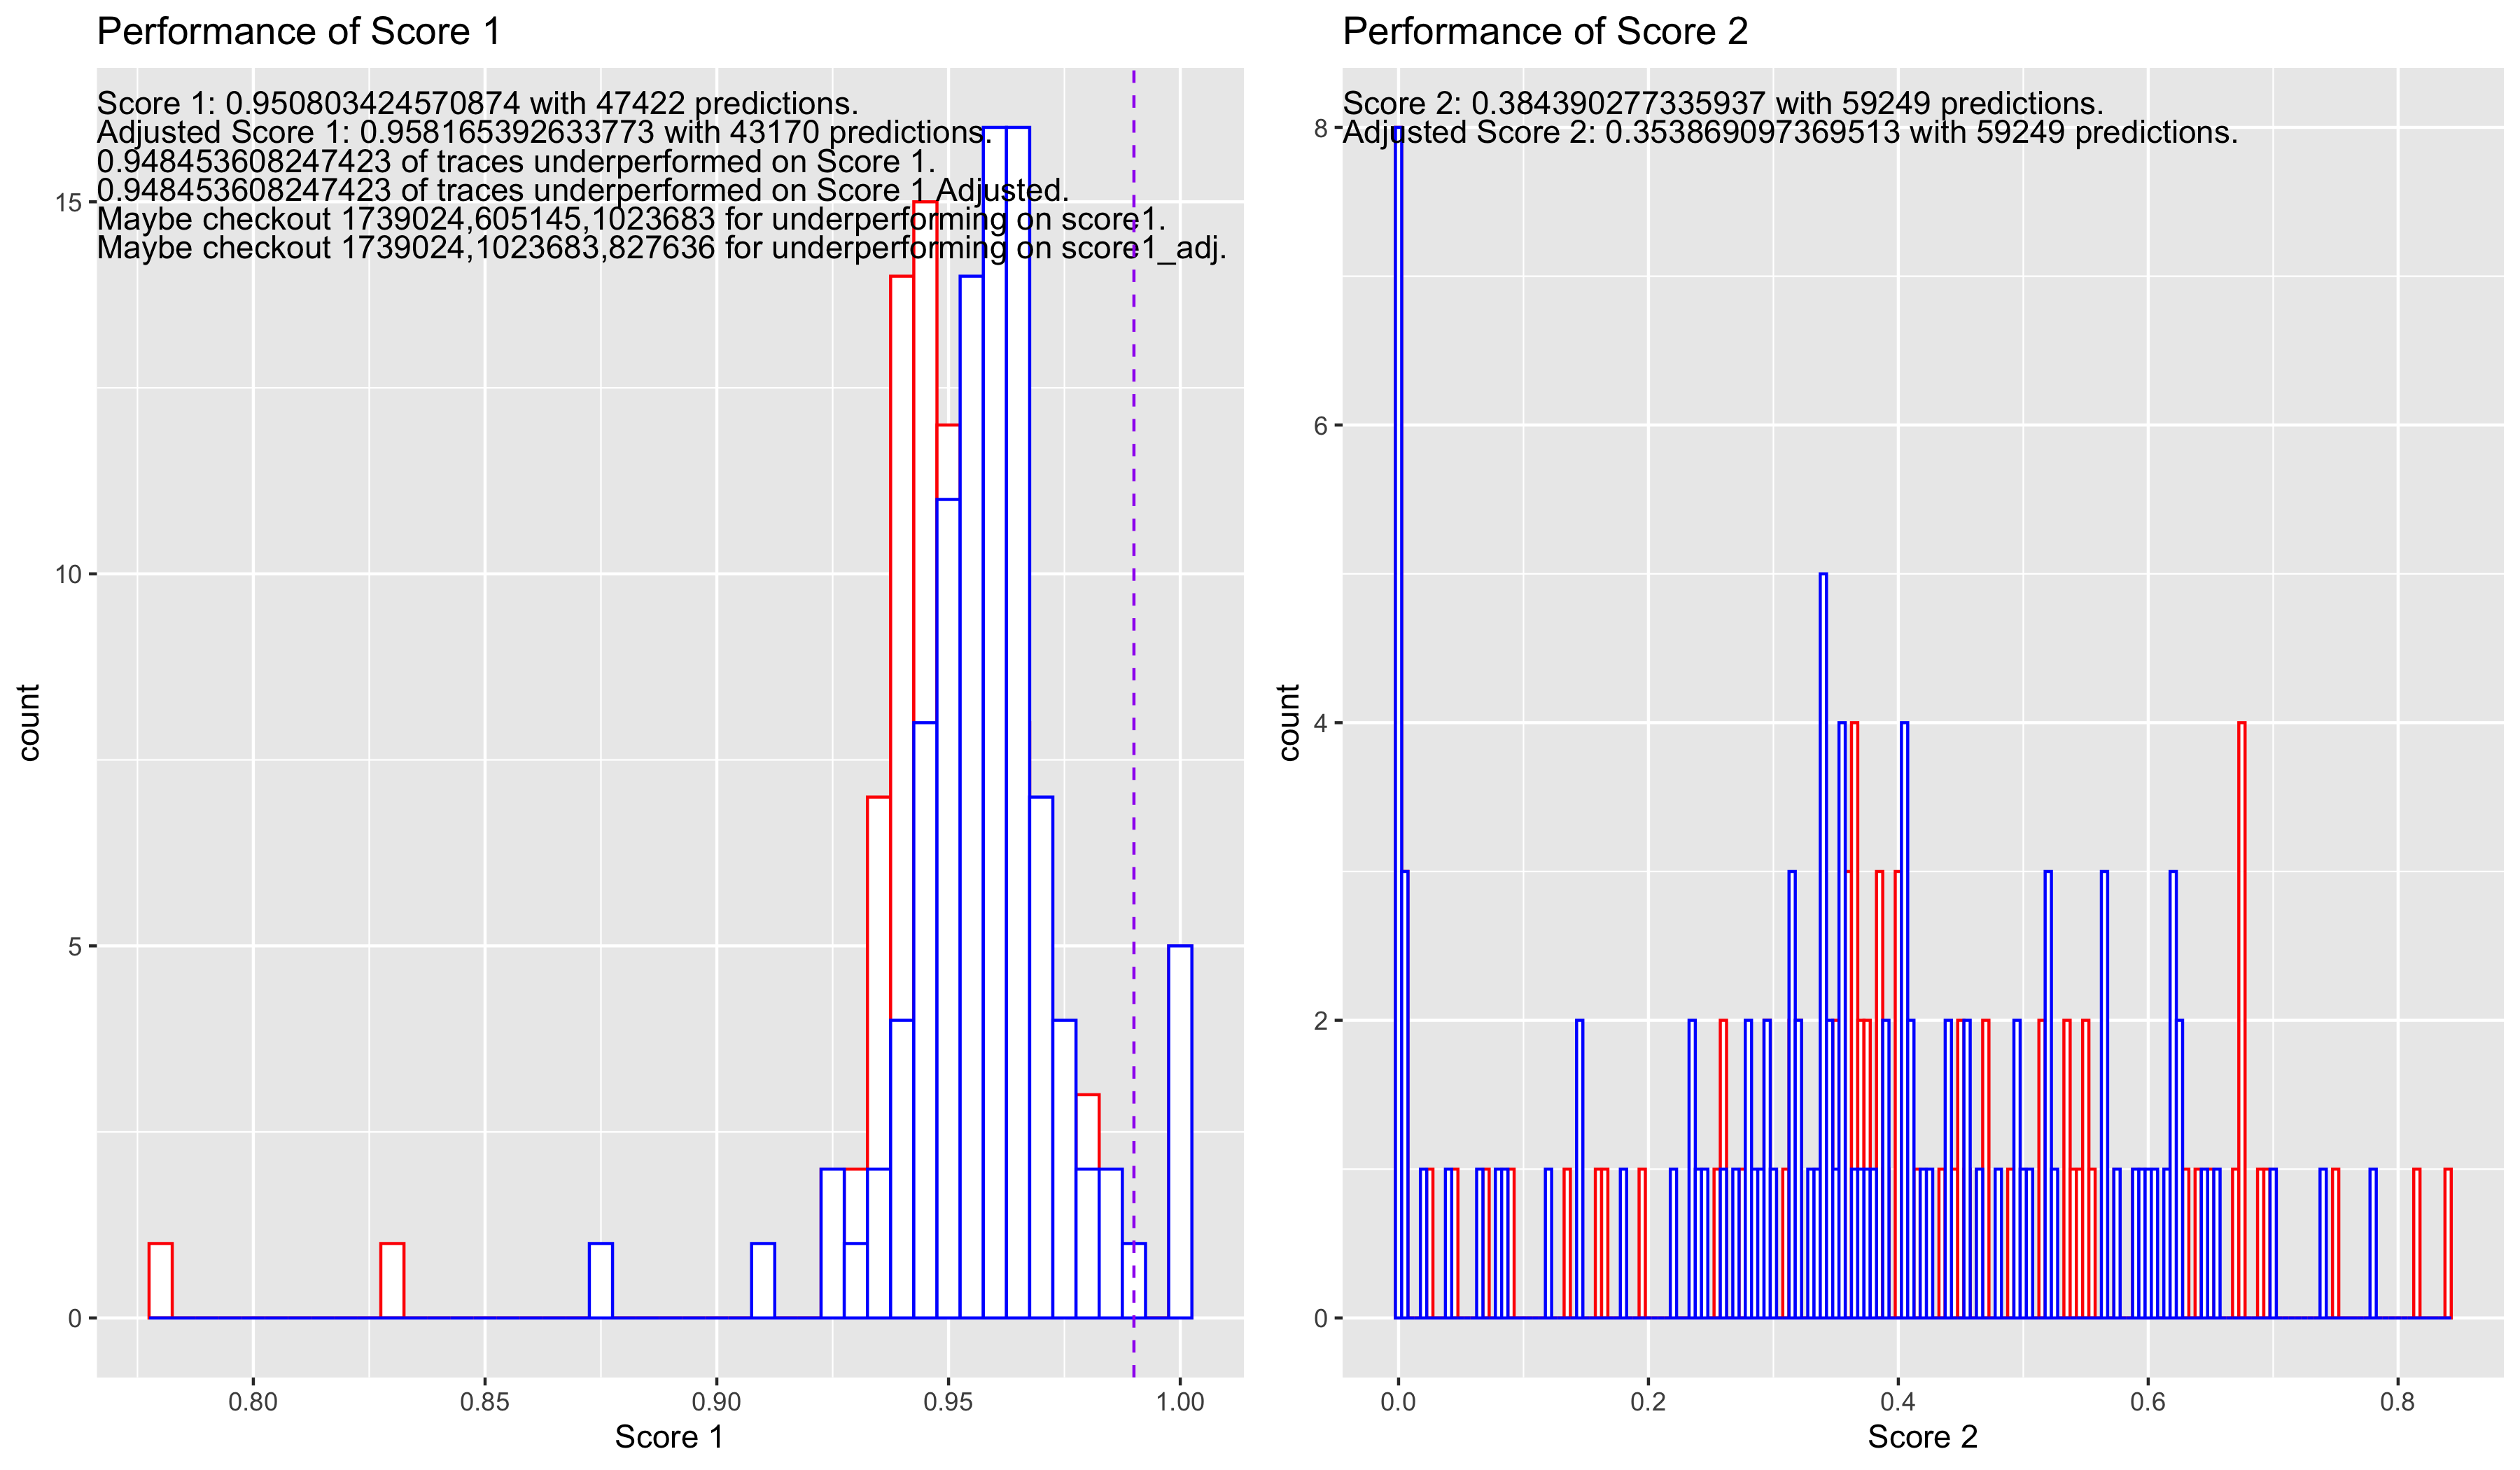 Performance of Score 1
Score 1: 0.950803424570874 with 47422 predictions.
Adjusted Score 1: 0.958165392633773 with 43170 predictions.
0.948453608247423 of traces underperformed on Score 1.
0.948453608247423 of traces underperformed on Score 1 Adjusted.
Maybe checkout 1739024,605145,1023683 for underperforming on score1.
Maybe checkout 1739024,1023683,827636 for underperforming on score1_adj.
15
10
5
0
count
0.80 0.85 0.90 0.95 1.00
Score 1
Performance of Score 2
Score 2: 0.384390277335937 with 59249 predictions.
Adjusted Score 2: 0.353869097369513 with 59249 predictions.
8
6
4
2
0
count
0.0 0.2 0.4 0.6 0.8
Score 2